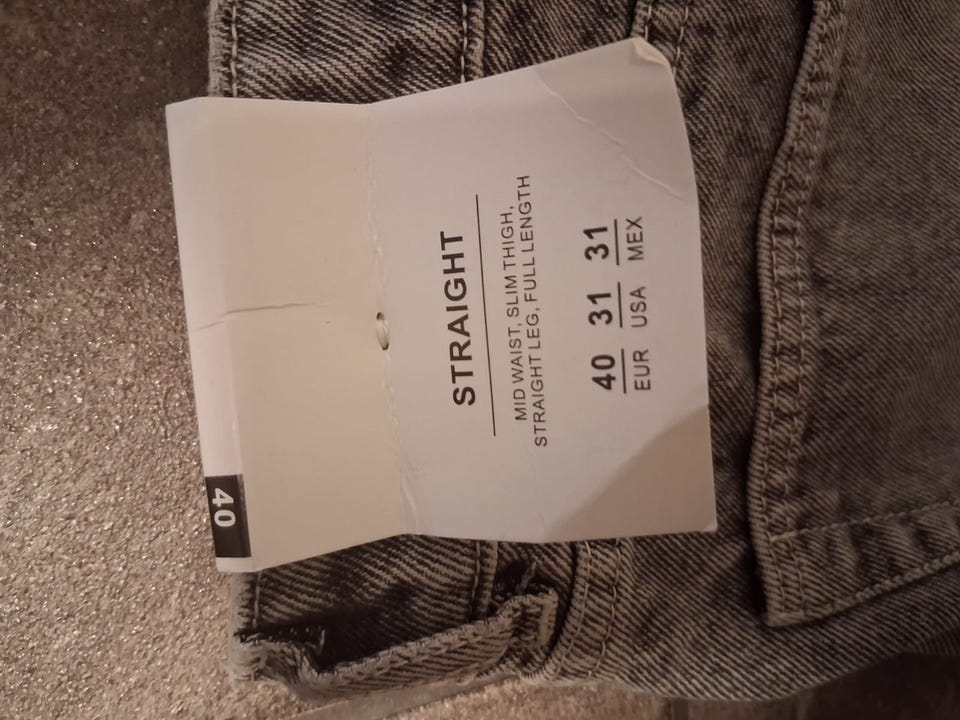 STRAIGHT
MID WAIST, SLIM THIGH,
STRAIGHT LEG, FULL LENGTH
40 31 31
EUR USA MEX
40